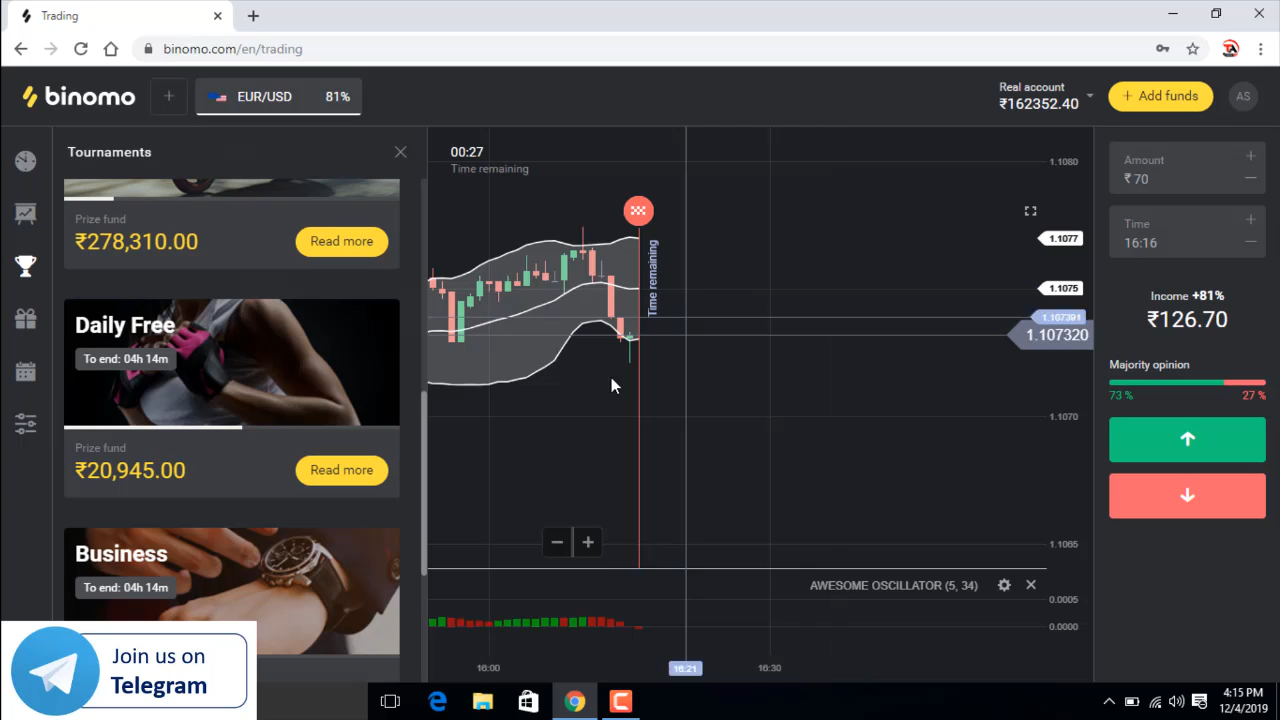 Trading
binomo.com/en/trading
binomo
EUR/USD 81%
Real account
₹162352.40
+ Add funds
AS
Tournaments
Prize fund
₹278,310.00
Read more
Daily Free
To end: 04h 14m
Prize fund
₹20,945.00
Read more
Business
To end: 04h 14m
00:27
Time remaining
Time remaining
1.1080
1.1077
1.1075
1.107391
1.107320
1.1070
1.1065
AWESOME OSCILLATOR (5, 34)
0.0005
0.0000
16:00
16:21
16:30
Amount
₹70
Time
16:16
Income +81%
₹126.70
Majority opinion
73 % 27 %
Join us on
Telegram
4:15 PM
12/4/2019